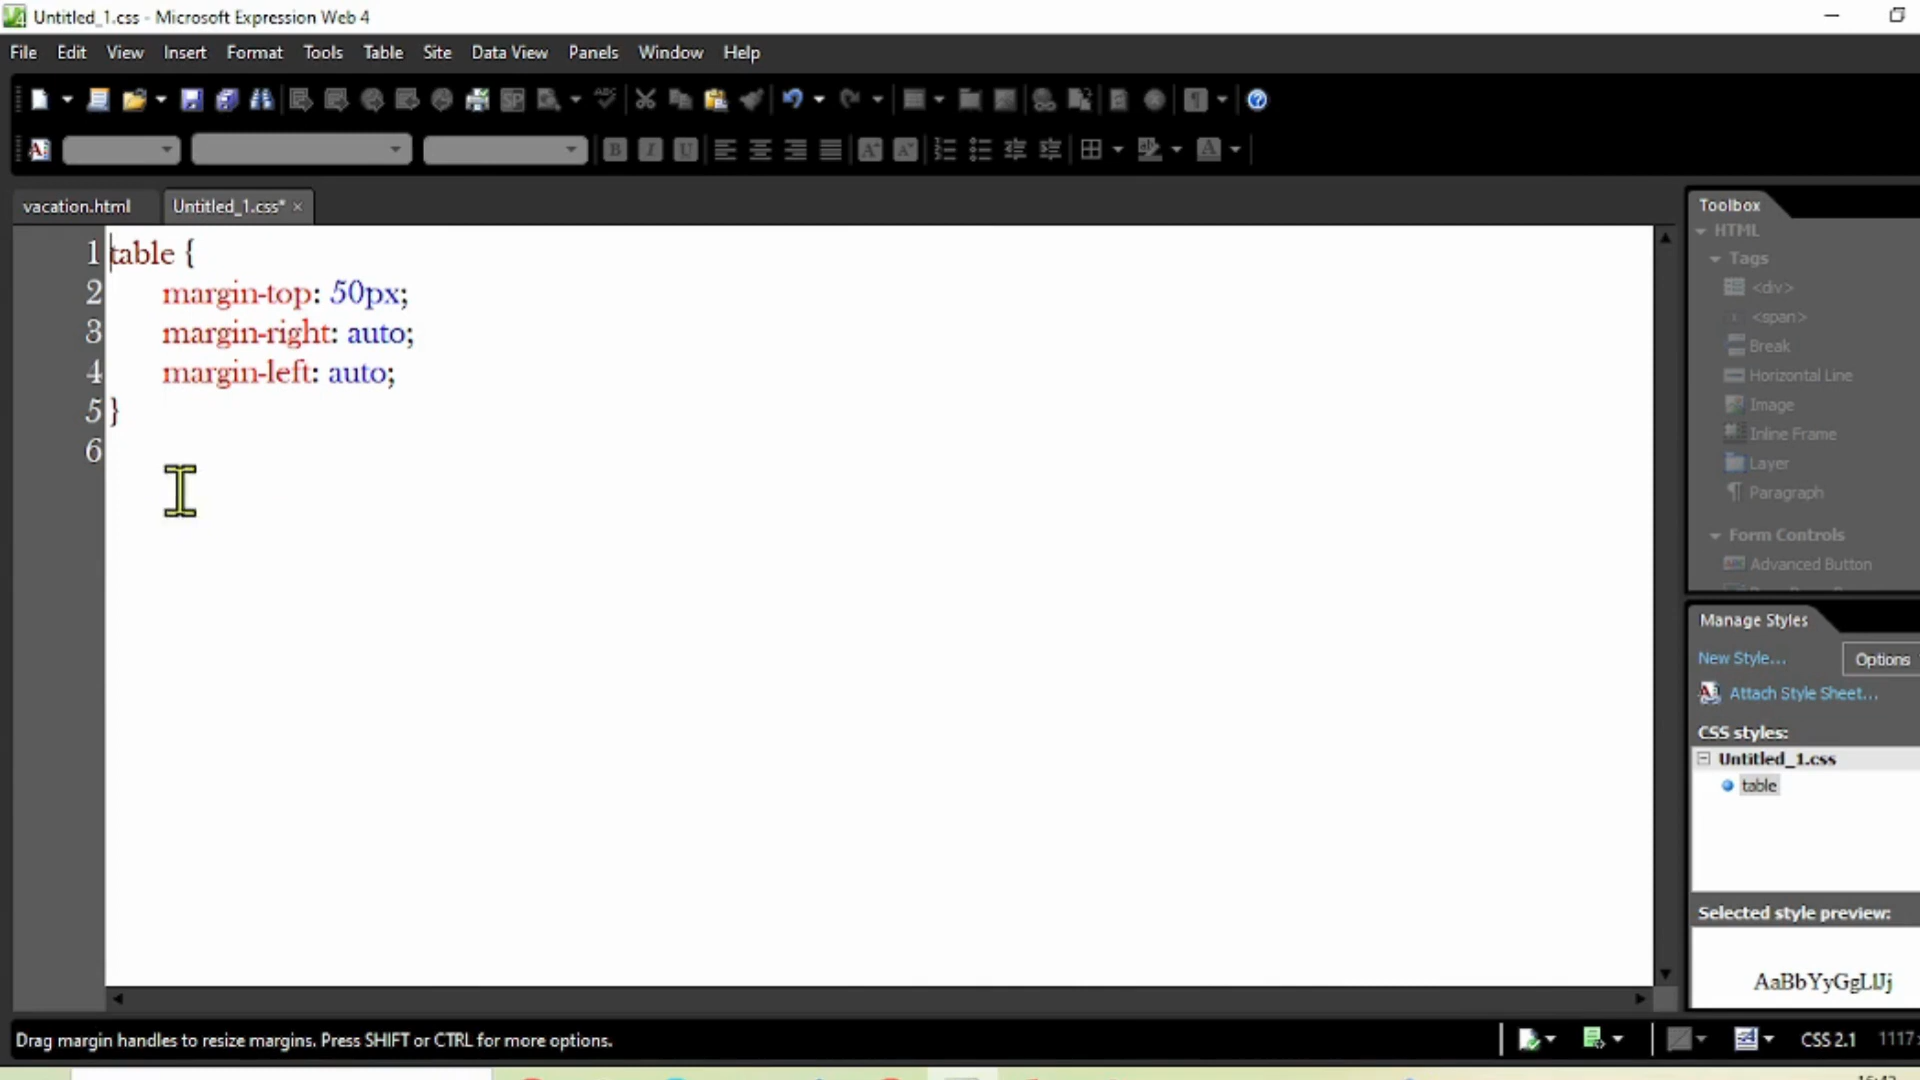 Untitled_1.css - Microsoft Expression Web 4
File Edit View Insert Format Tools Table Site Data View Panels Window Help
vacation.html Untitled_1.css* ×
1 table {
2 margin-top: 50px;
3 margin-right: auto;
4 margin-left: auto;
5 }
6
Toolbox
HTML
Tags
<div>
<span>
Break
Horizontal Line
Image
Inline Frame
Layer
Paragraph
Form Controls
Advanced Button
Manage Styles
New Style... Options
Attach Style Sheet...
CSS styles:
Untitled_1.css
table
Selected style preview:
AaBbYyGgLlJj
Drag margin handles to resize margins. Press SHIFT or CTRL for more options.
CSS 2.1 1117